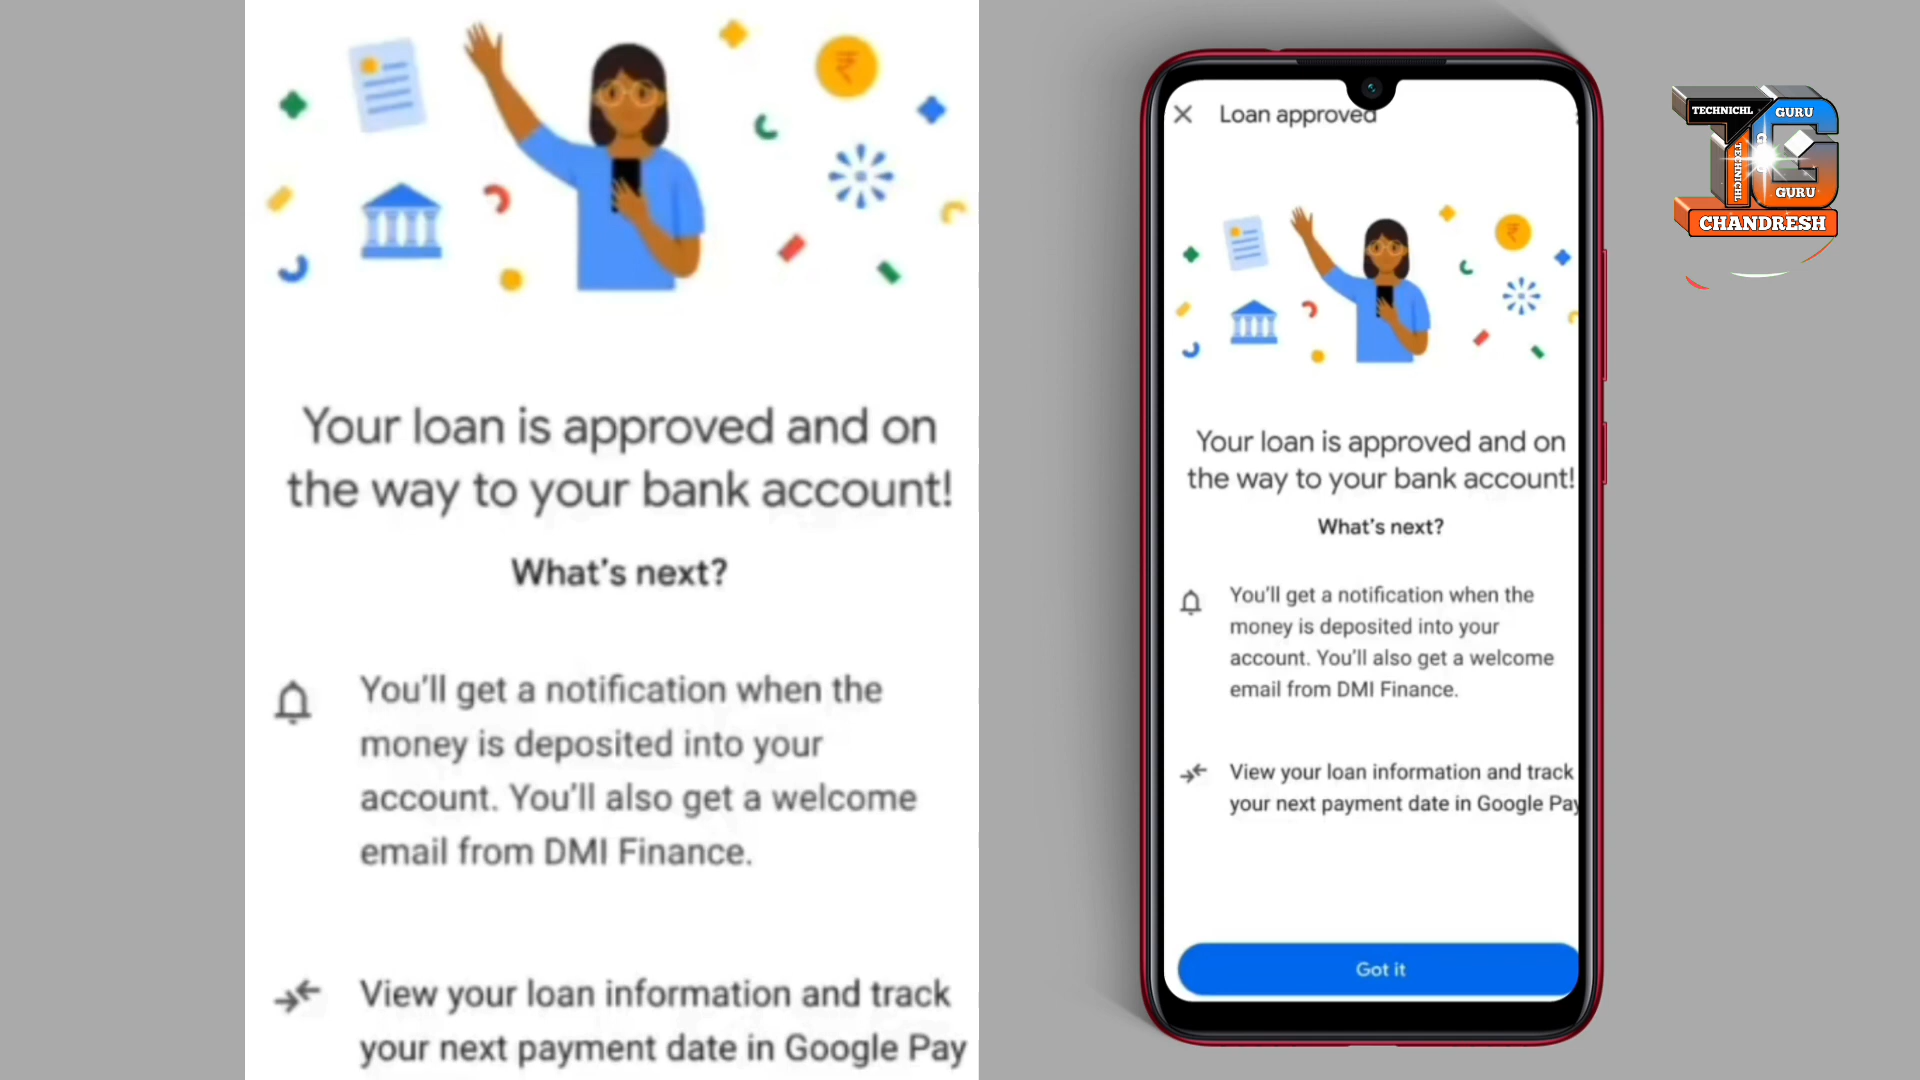 Your loan is approved and on
the way to your bank account!
What's next?
You'll get a notification when the
money is deposited into your
account. You'll also get a welcome
email from DMI Finance.
View your loan information and track
your next payment date in Google Pay
Loan approved
Your loan is approved and on
the way to your bank account!
What's next?
You'll get a notification when the
money is deposited into your
account. You'll also get a welcome
email from DMI Finance.
View your loan information and track
your next payment date in Google Pay
Got it
TECHNICHL GURU
TECHNICHL
GURU
CHANDRESH